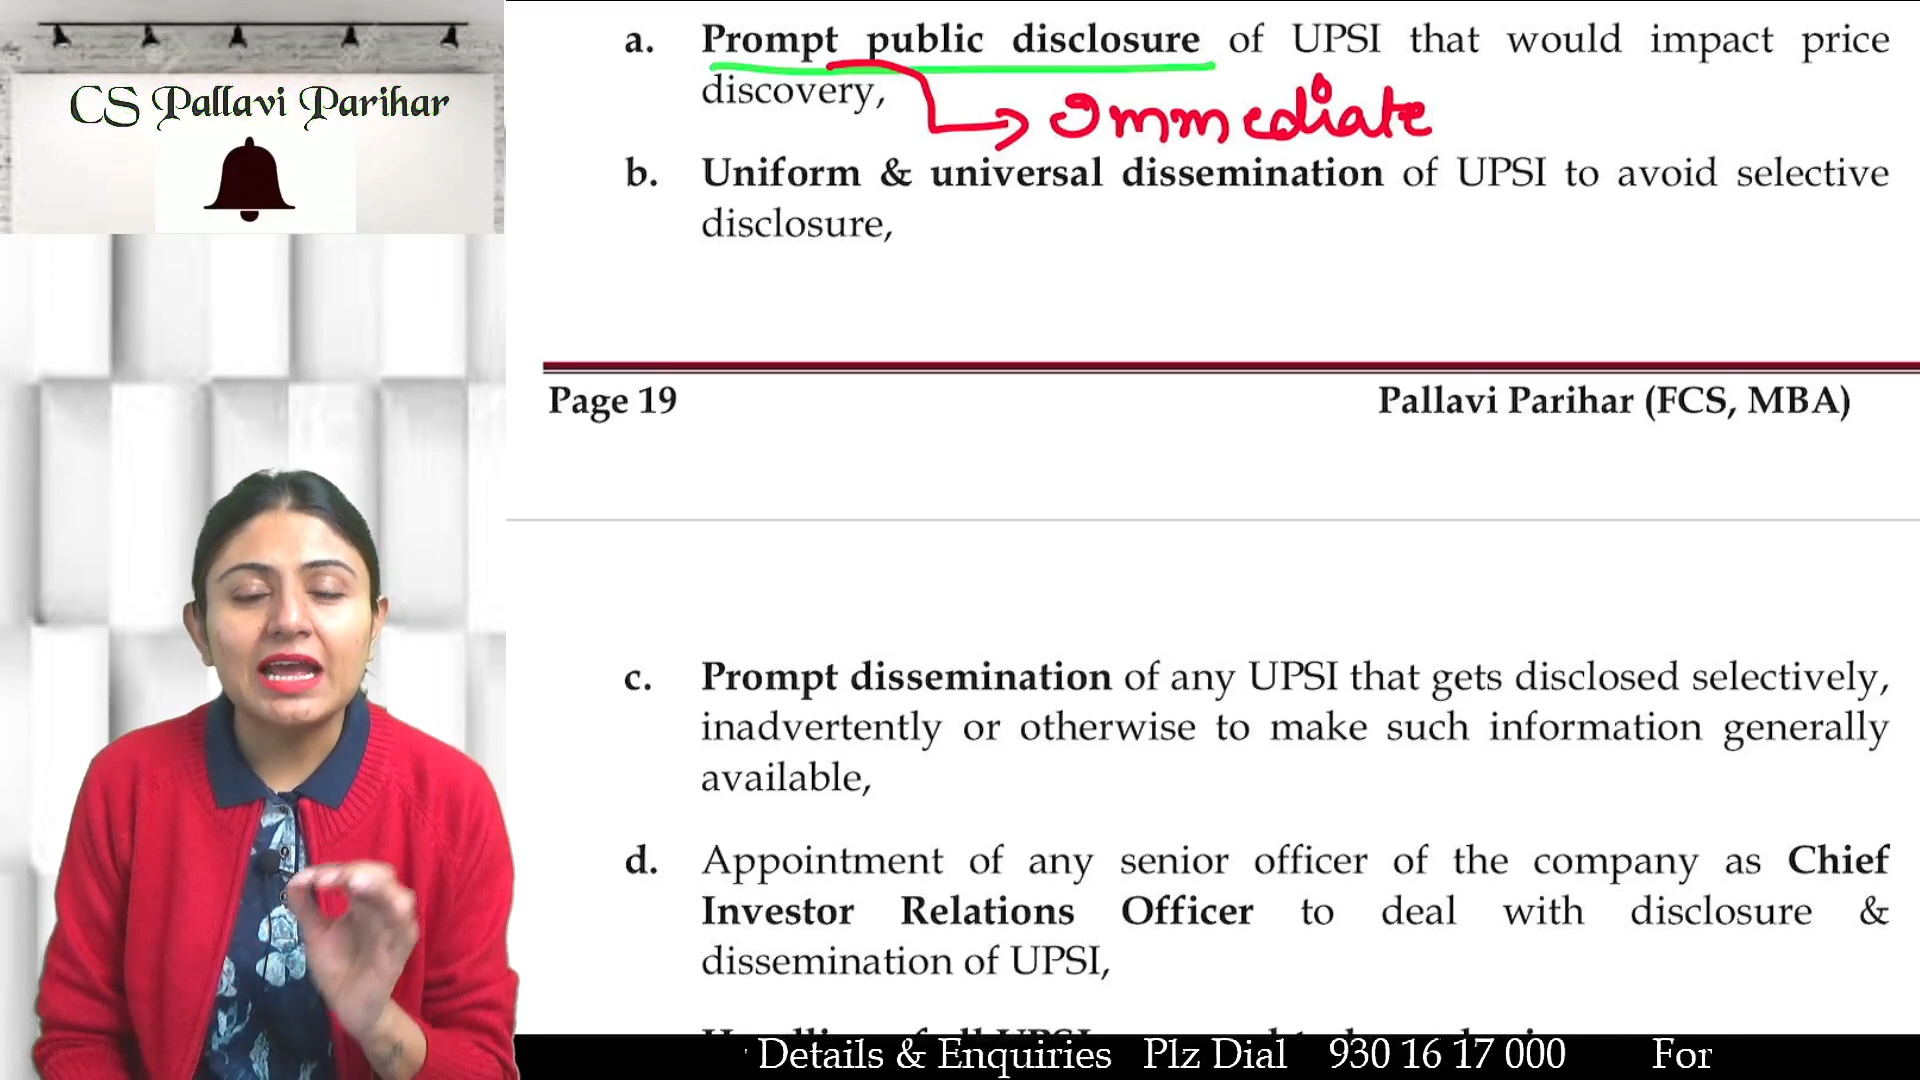 CS Pallavi Parihar
a. Prompt public disclosure of UPSI that would impact price
discovery,
→ Immediate
b. Uniform & universal dissemination of UPSI to avoid selective
disclosure,
Page 19 Pallavi Parihar (FCS, MBA)
c. Prompt dissemination of any UPSI that gets disclosed selectively,
inadvertently or otherwise to make such information generally
available,
d. Appointment of any senior officer of the company as Chief
Investor Relations Officer to deal with disclosure &
dissemination of UPSI,
Details & Enquiries Plz Dial 930 16 17 000 For